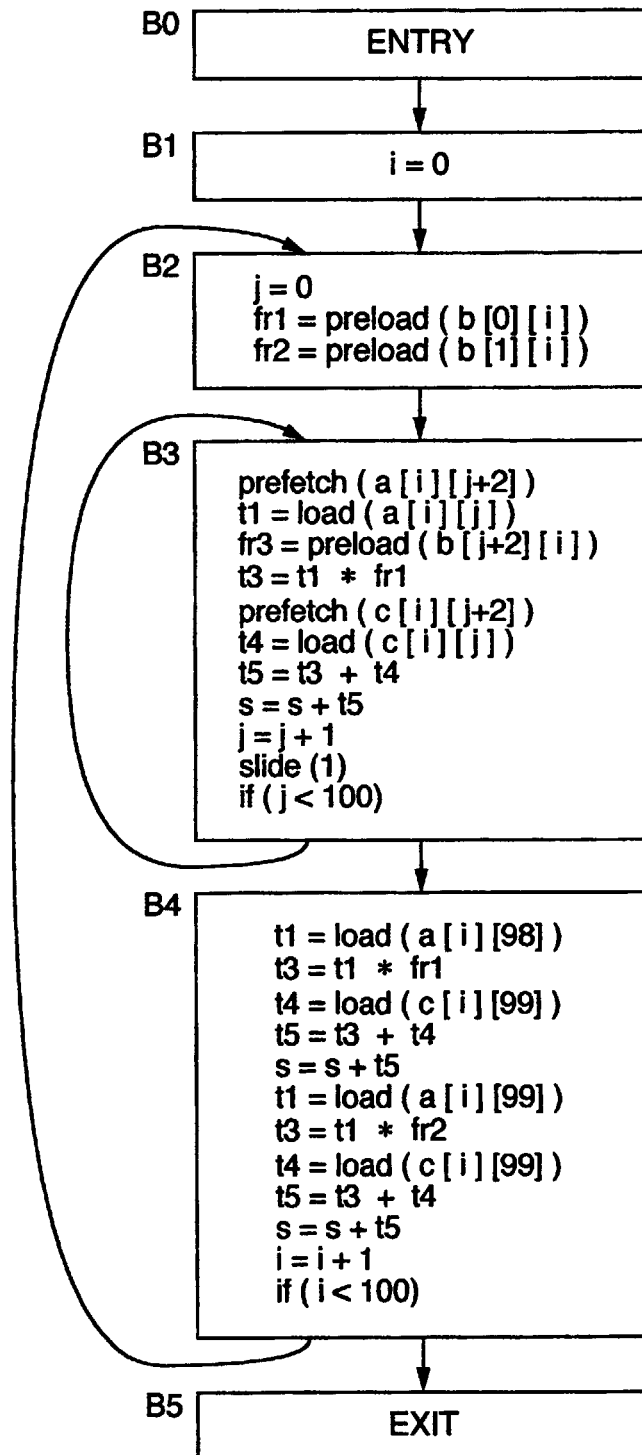 B0
ENTRY
B1
i = 0
B2
j = 0
fr1 = preload ( b [0] [ i ] )
fr2 = preload ( b [1] [ i ] )
B3
prefetch ( a [ i ] [ j+2] )
t1 = load ( a [ i ] [ j ] )
fr3 = preload ( b [ j+2] [ i ] )
t3 = t1 * fr1
prefetch ( c [ i ] [ j+2] )
t4 = load ( c [ i ] [ j ] )
t5 = t3 + t4
s = s + t5
j = j + 1
slide (1)
if ( j < 100)
B4
t1 = load ( a [ i ] [98] )
t3 = t1 * fr1
t4 = load ( c [ i ] [99] )
t5 = t3 + t4
s = s + t5
t1 = load ( a [ i ] [99] )
t3 = t1 * fr2
t4 = load ( c [ i ] [99] )
t5 = t3 + t4
s = s + t5
i = i + 1
if ( i < 100)
B5
EXIT